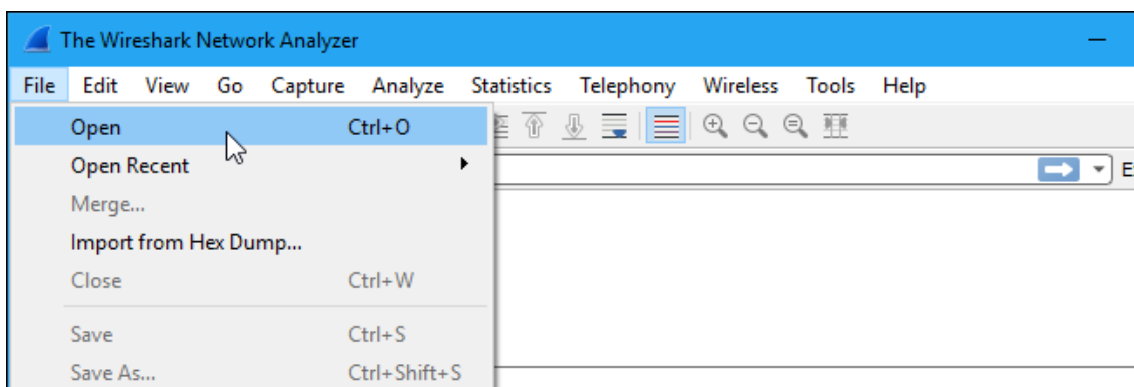 The Wireshark Network Analyzer
File Edit View Go Capture Analyze Statistics Telephony Wireless Tools Help
Open Ctrl+O
Open Recent
Merge...
Import from Hex Dump...
Close Ctrl+W
Save Ctrl+S
Save As... Ctrl+Shift+S